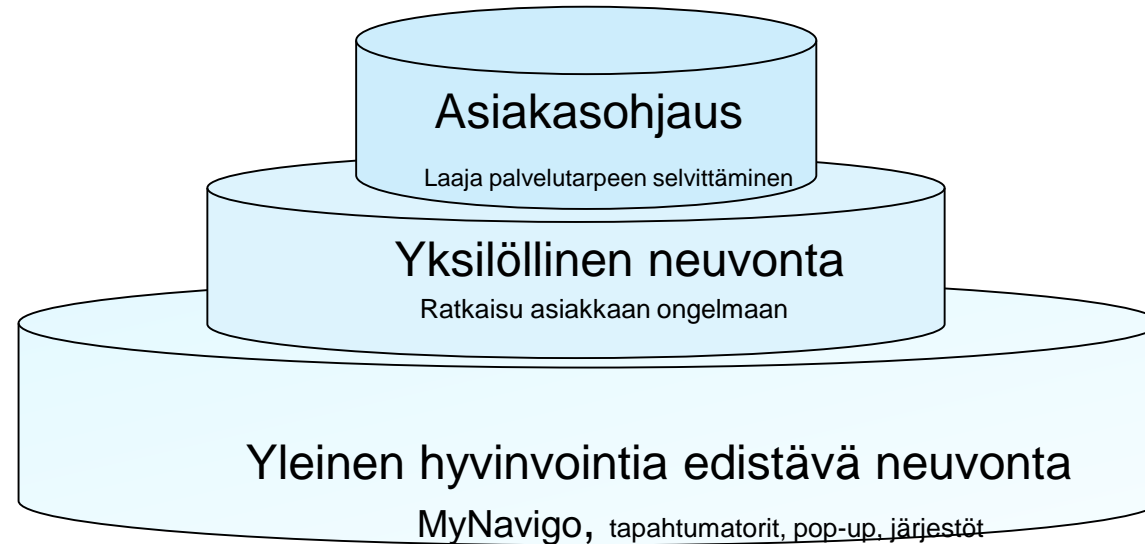 Asiakasohjaus
Laaja palvelutarpeen selvittäminen
Yksilöllinen neuvonta
Ratkaisu asiakkaan ongelmaan
Yleinen hyvinvointia edistävä neuvonta
MyNavigo, tapahtumatorit, pop-up, järjestöt